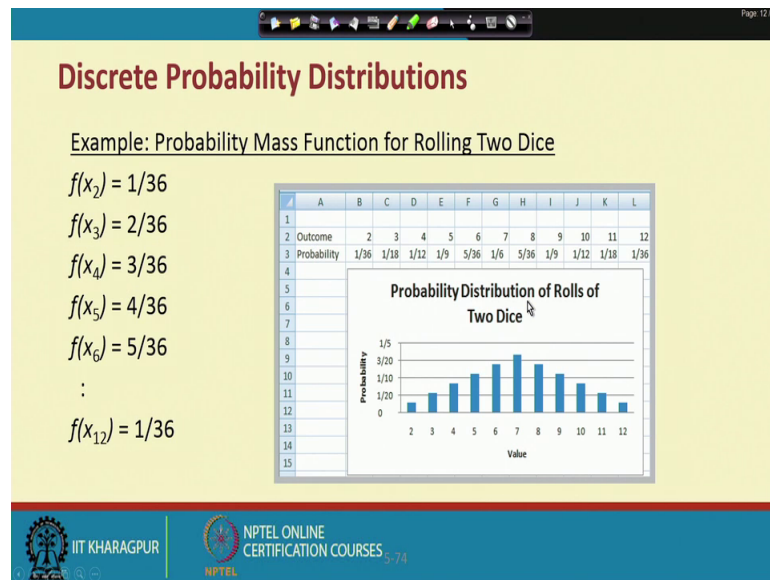 Page: 12 /
Discrete Probability Distributions
Example: Probability Mass Function for Rolling Two Dice
f(x2) = 1/36
f(x3) = 2/36
f(x4) = 3/36
f(x5) = 4/36
f(x6) = 5/36
:
f(x12) = 1/36
A B C D E F G H I J K L
1
2 Outcome 2 3 4 5 6 7 8 9 10 11 12
3 Probability 1/36 1/18 1/12 1/9 5/36 1/6 5/36 1/9 1/12 1/18 1/36
4
5
6
7
8
9
10
11
12
13
14
15
Probability Distribution of Rolls of
Two Dice
Probability
1/5
3/20
1/10
1/20
0
2 3 4 5 6 7 8 9 10 11 12
Value
IIT KHARAGPUR
NPTEL
NPTEL ONLINE
CERTIFICATION COURSES
S-74